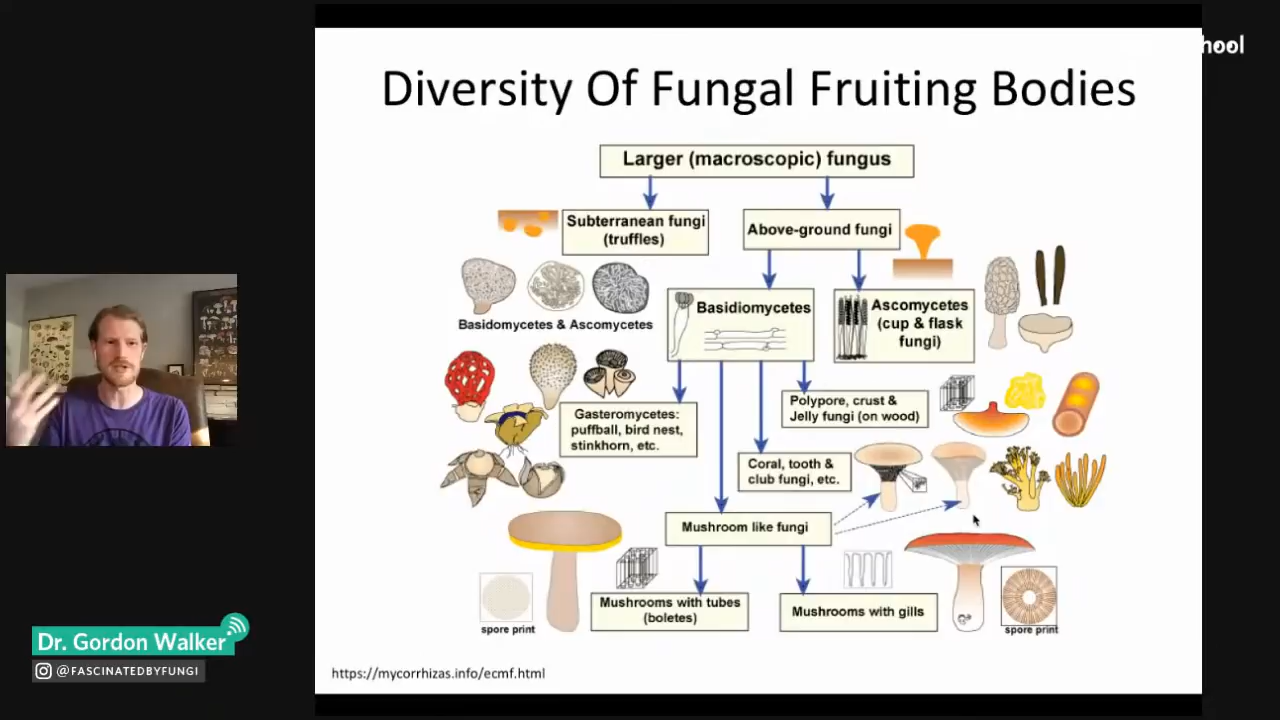 hool
Diversity Of Fungal Fruiting Bodies
Larger (macroscopic) fungus
Subterranean fungi
(truffles)
Above-ground fungi
Basidomycetes & Ascomycetes
Basidiomycetes
Ascomycetes
(cup & flask
fungi)
Gasteromycetes:
puffball, bird nest,
stinkhorn, etc.
Polypore, crust &
Jelly fungi (on wood)
Coral, tooth &
club fungi, etc.
Mushroom like fungi
Mushrooms with tubes
(boletes)
Mushrooms with gills
spore print
spore print
Dr. Gordon Walker
@FASCINATEDBYFUNGI
https://mycorrhizas.info/ecmf.html